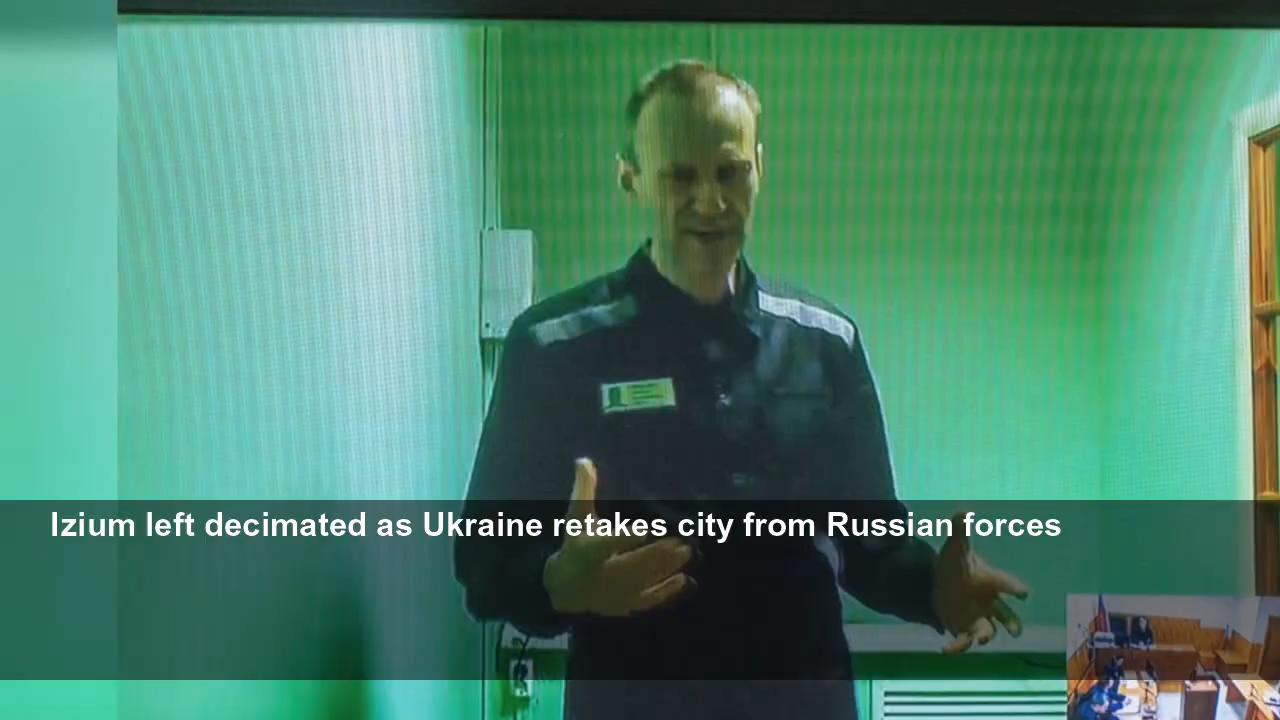 Izium left decimated as Ukraine retakes city from Russian forces